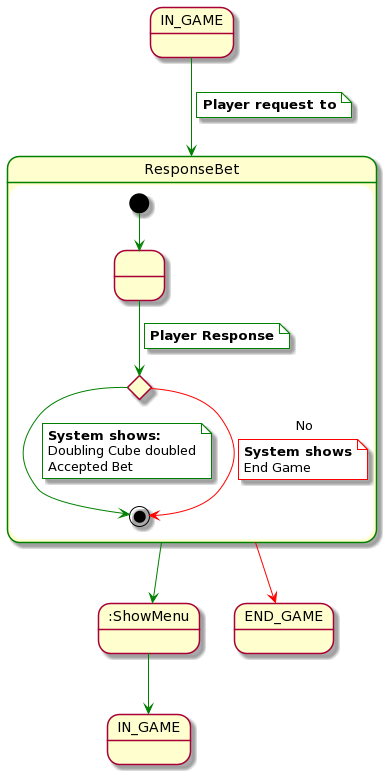 IN_GAME
Player request to
ResponseBet
Player Response
System shows:
Doubling Cube doubled
Accepted Bet
No
System shows
End Game
:ShowMenu
END_GAME
IN_GAME